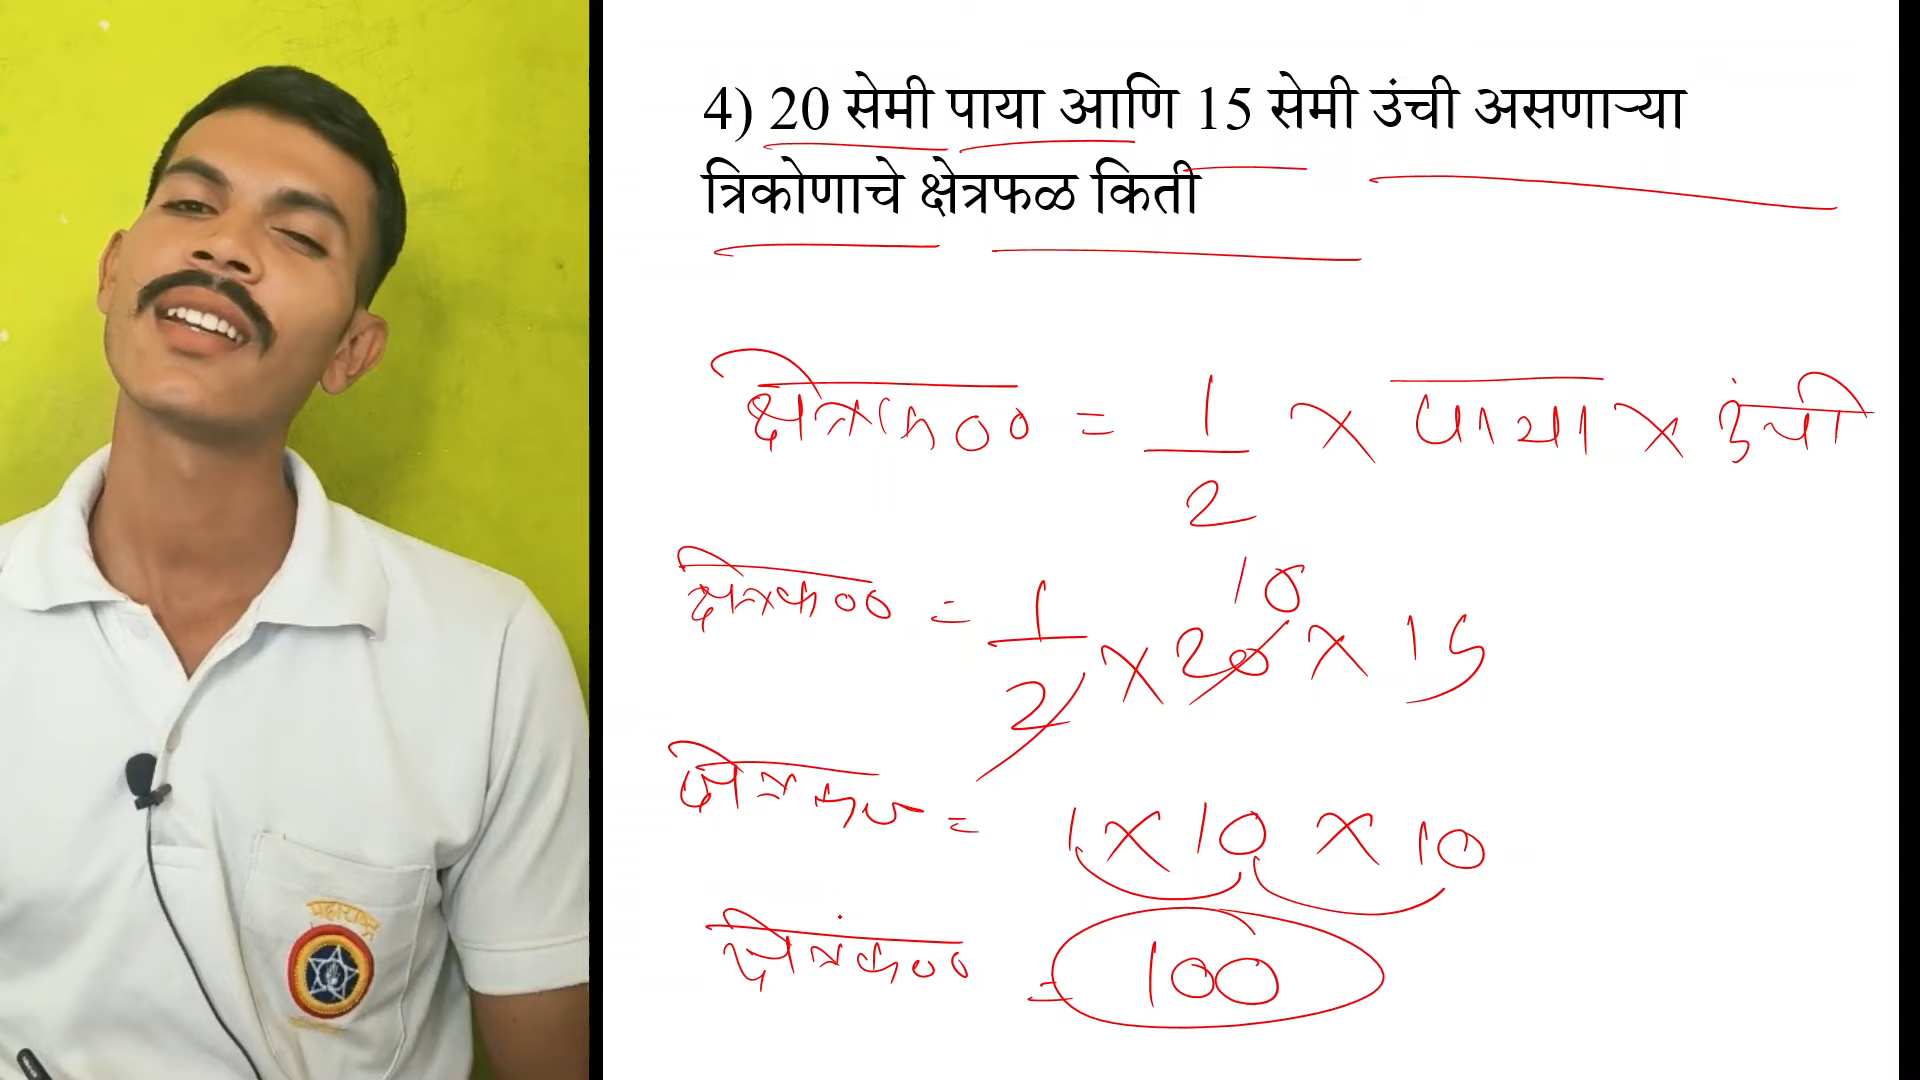 4) 20 सेमी पाया आणि 15 सेमी उंची असणाऱ्या
त्रिकोणाचे क्षेत्रफळ किती
क्षेत्रफळ = 1/2 × पाया × उंची
क्षेत्रफळ = 1/2 × 20 × 15
10
क्षेत्रफळ = 1 × 10 × 10
क्षेत्रफळ = 100
महाराष्ट्र